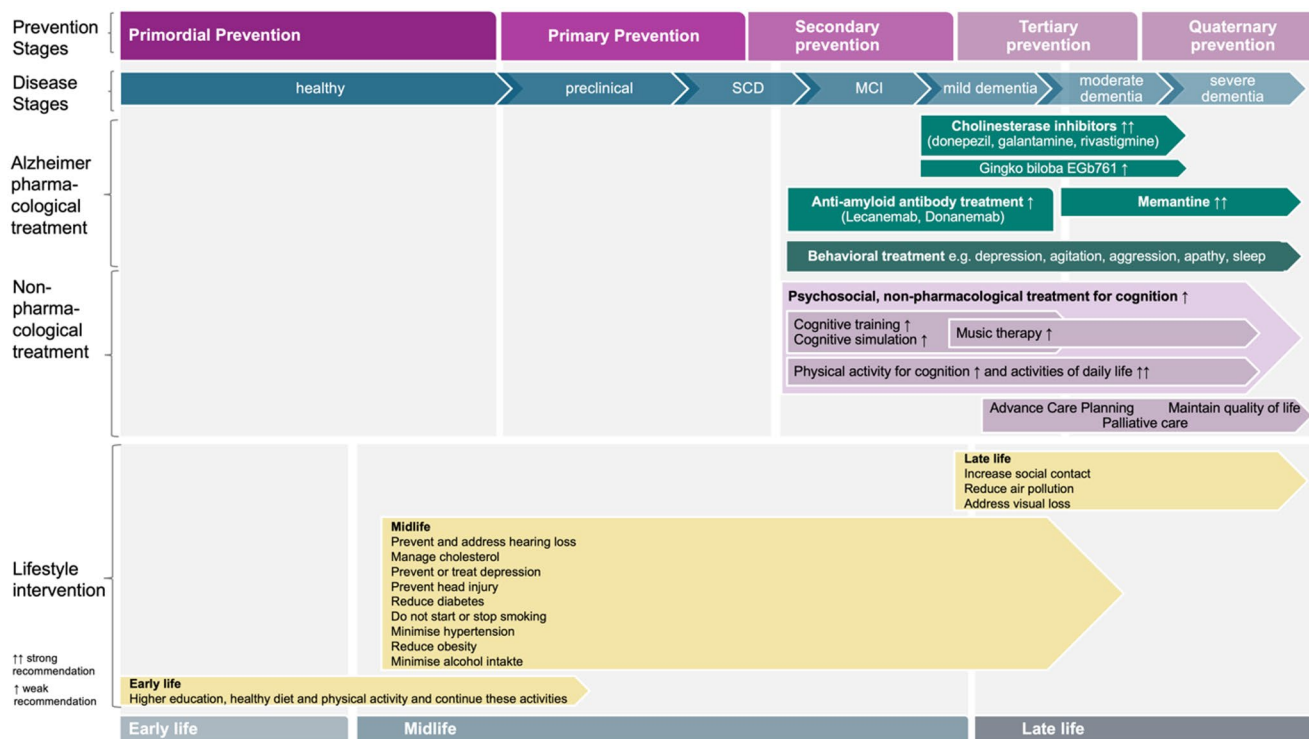 Prevention
Stages
Primordial Prevention
Primary Prevention
Secondary
prevention
Tertiary
prevention
Quaternary
prevention
Disease
Stages
healthy
preclinical
SCD
MCI
mild dementia
moderate
dementia
severe
dementia
Alzheimer
pharma-
cological
treatment
Cholinesterase inhibitors ↑↑
(donepezil, galantamine, rivastigmine)
Gingko biloba EGb761 ↑
Anti-amyloid antibody treatment ↑
(Lecanemab, Donanemab)
Memantine ↑↑
Behavioral treatment e.g. depression, agitation, aggression, apathy, sleep
Non-
pharma-
cological
treatment
Psychosocial, non-pharmacological treatment for cognition ↑
Cognitive training ↑
Cognitive simulation ↑
Music therapy ↑
Physical activity for cognition ↑ and activities of daily life ↑↑
Advance Care Planning
Maintain quality of life
Palliative care
Lifestyle
intervention
Late life
Increase social contact
Reduce air pollution
Address visual loss
Midlife
Prevent and address hearing loss
Manage cholesterol
Prevent or treat depression
Prevent head injury
Reduce diabetes
Do not start or stop smoking
Minimise hypertension
Reduce obesity
Minimise alcohol intakte
Early life
Higher education, healthy diet and physical activity and continue these activities
↑↑ strong
recommendation
↑ weak
recommendation
Early life
Midlife
Late life